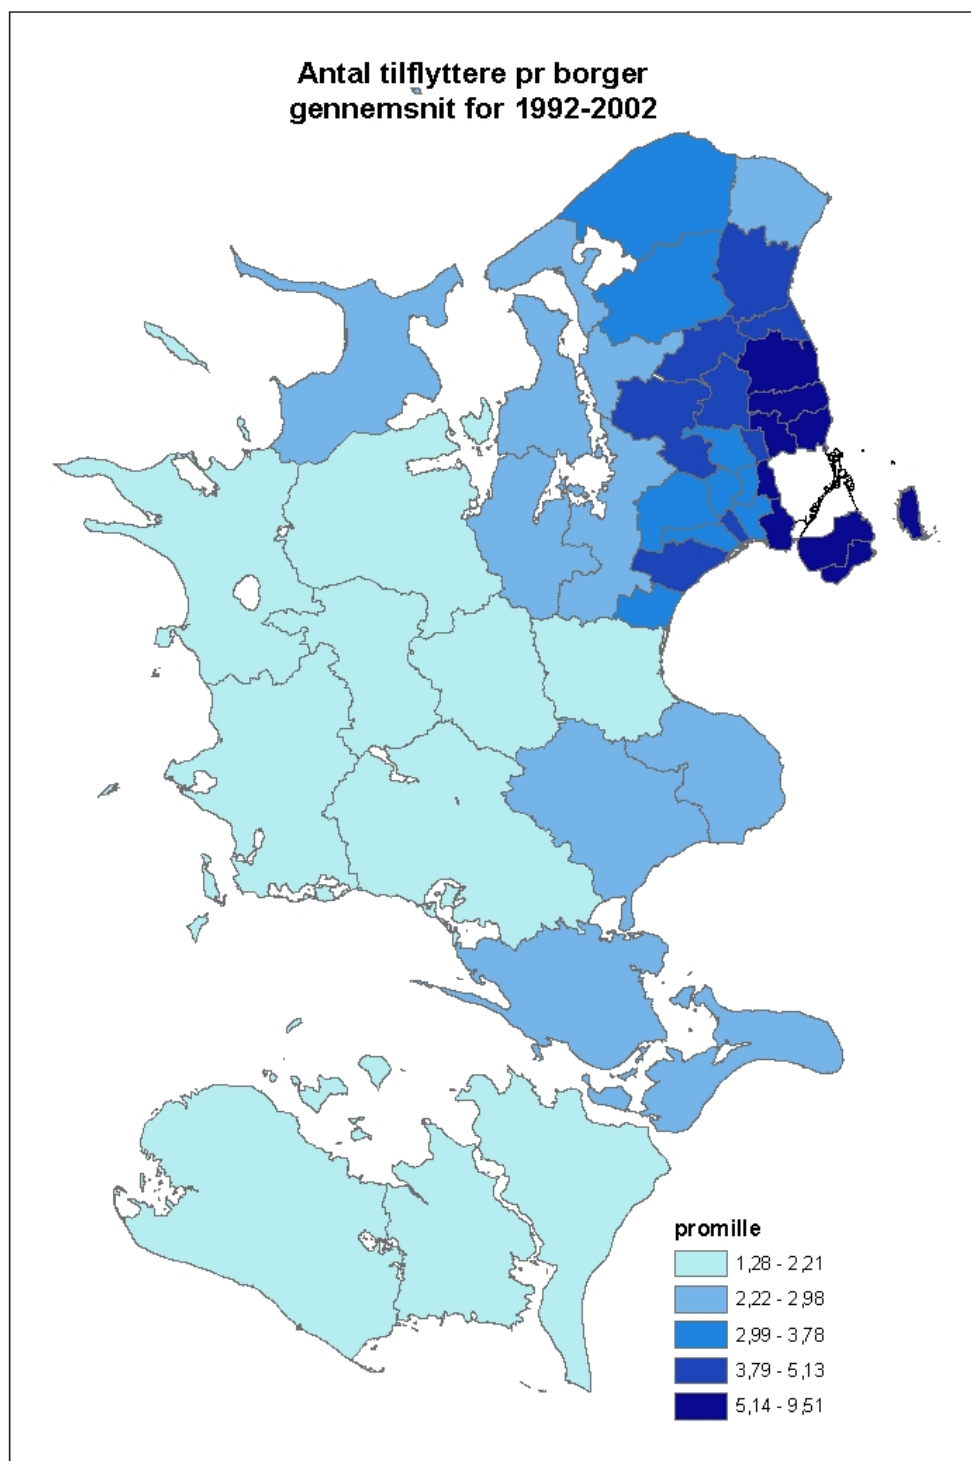 Antal tilflyttere pr borger
gennemsnit for 1992-2002
promille
1,28 - 2,21
2,22 - 2,98
2,99 - 3,78
3,79 - 5,13
5,14 - 9,51